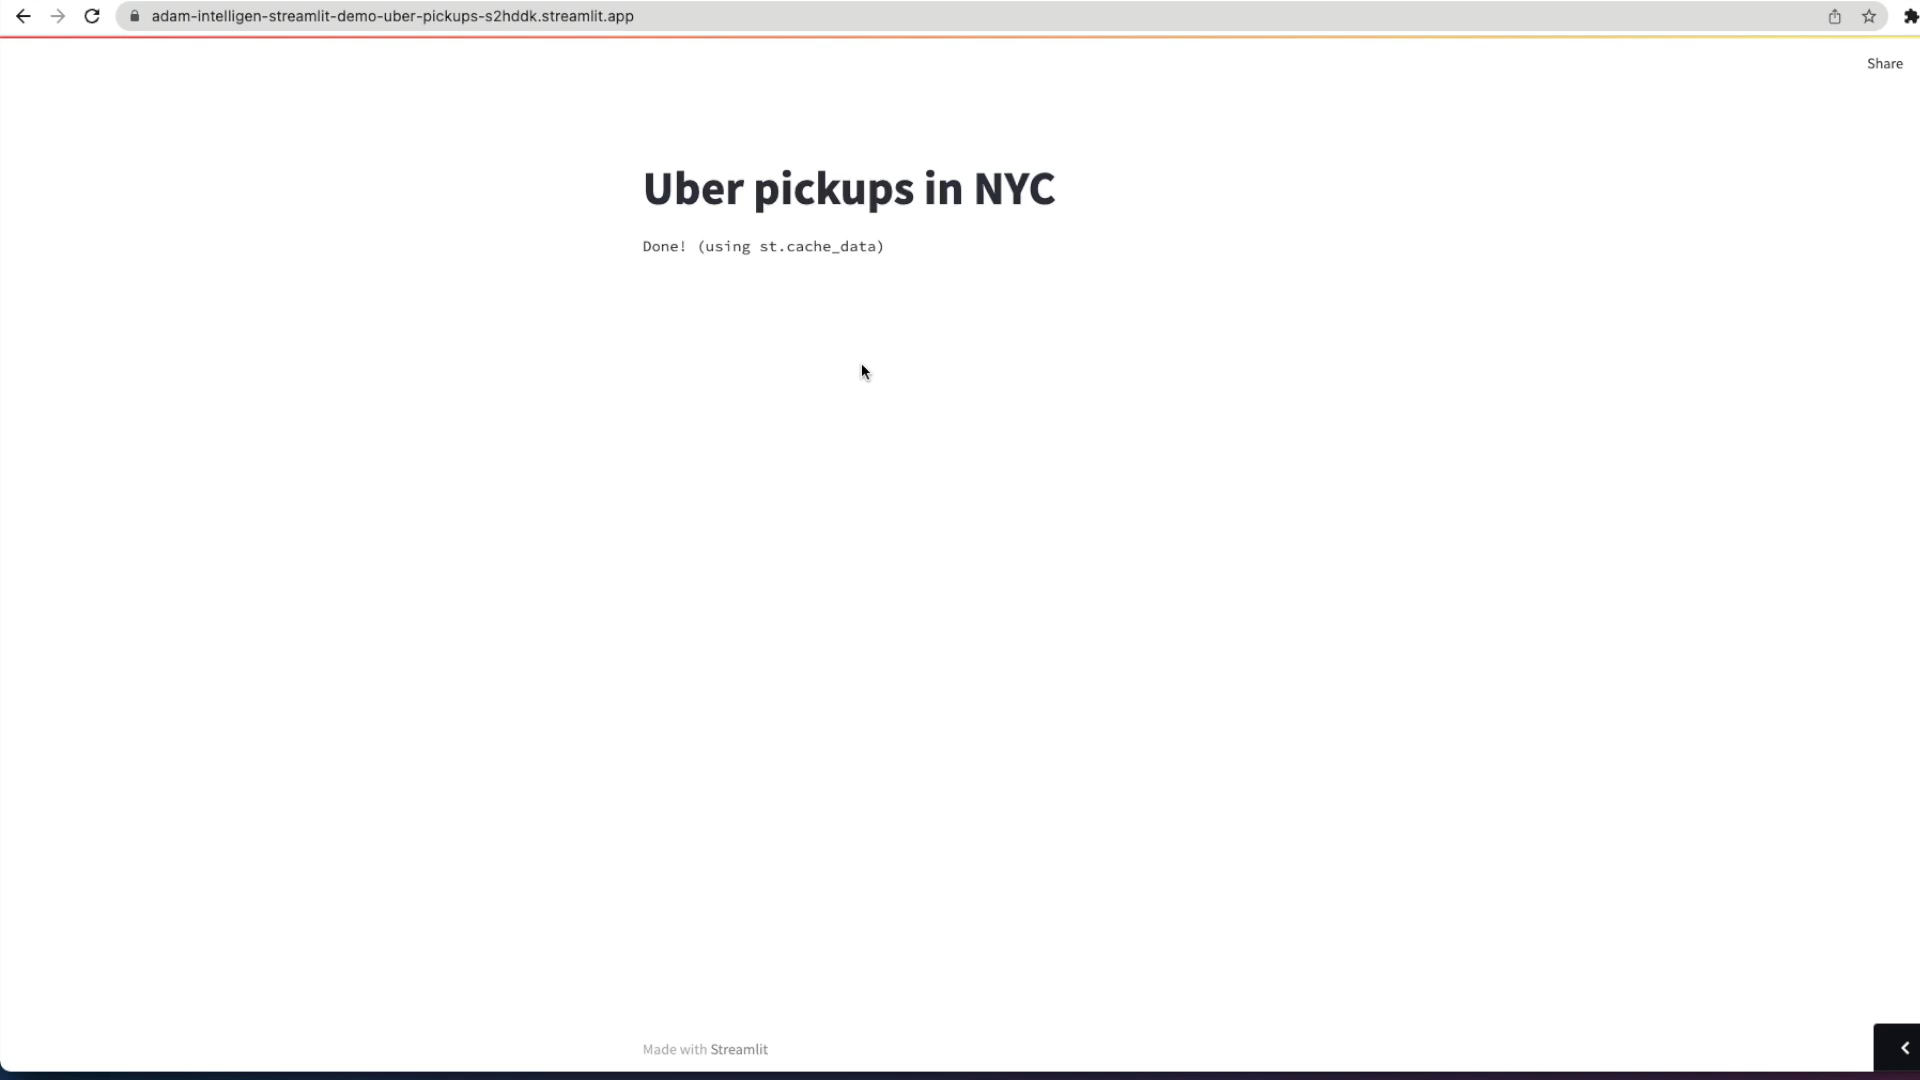 adam-intelligen-streamlit-demo-uber-pickups-s2hddk.streamlit.app
Share
Uber pickups in NYC
Done! (using st.cache_data)
Made with Streamlit